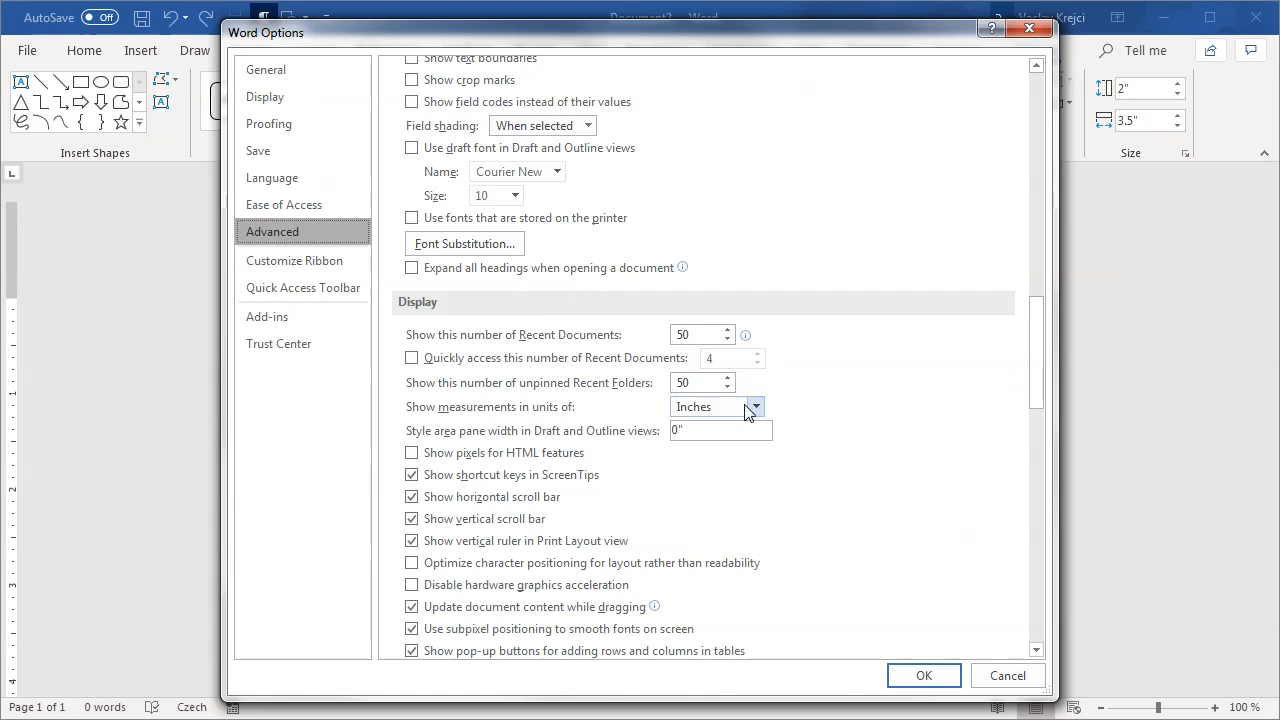 AutoSave Off Document2 - Word Vaclav Krejci
Word Options
File Home Insert Draw Tell me
Insert Shapes
2"
3.5"
Size
General
Display
Proofing
Save
Language
Ease of Access
Advanced
Customize Ribbon
Quick Access Toolbar
Add-ins
Trust Center
Show text boundaries
Show crop marks
Show field codes instead of their values
Field shading: When selected
Use draft font in Draft and Outline views
Name: Courier New
Size: 10
Use fonts that are stored on the printer
Font Substitution...
Expand all headings when opening a document
Display
Show this number of Recent Documents: 50
Quickly access this number of Recent Documents: 4
Show this number of unpinned Recent Folders: 50
Show measurements in units of: Inches
Style area pane width in Draft and Outline views: 0"
Show pixels for HTML features
Show shortcut keys in ScreenTips
Show horizontal scroll bar
Show vertical scroll bar
Show vertical ruler in Print Layout view
Optimize character positioning for layout rather than readability
Disable hardware graphics acceleration
Update document content while dragging
Use subpixel positioning to smooth fonts on screen
Show pop-up buttons for adding rows and columns in tables
OK Cancel
1
2
3
4
Page 1 of 1 0 words Czech 100 %